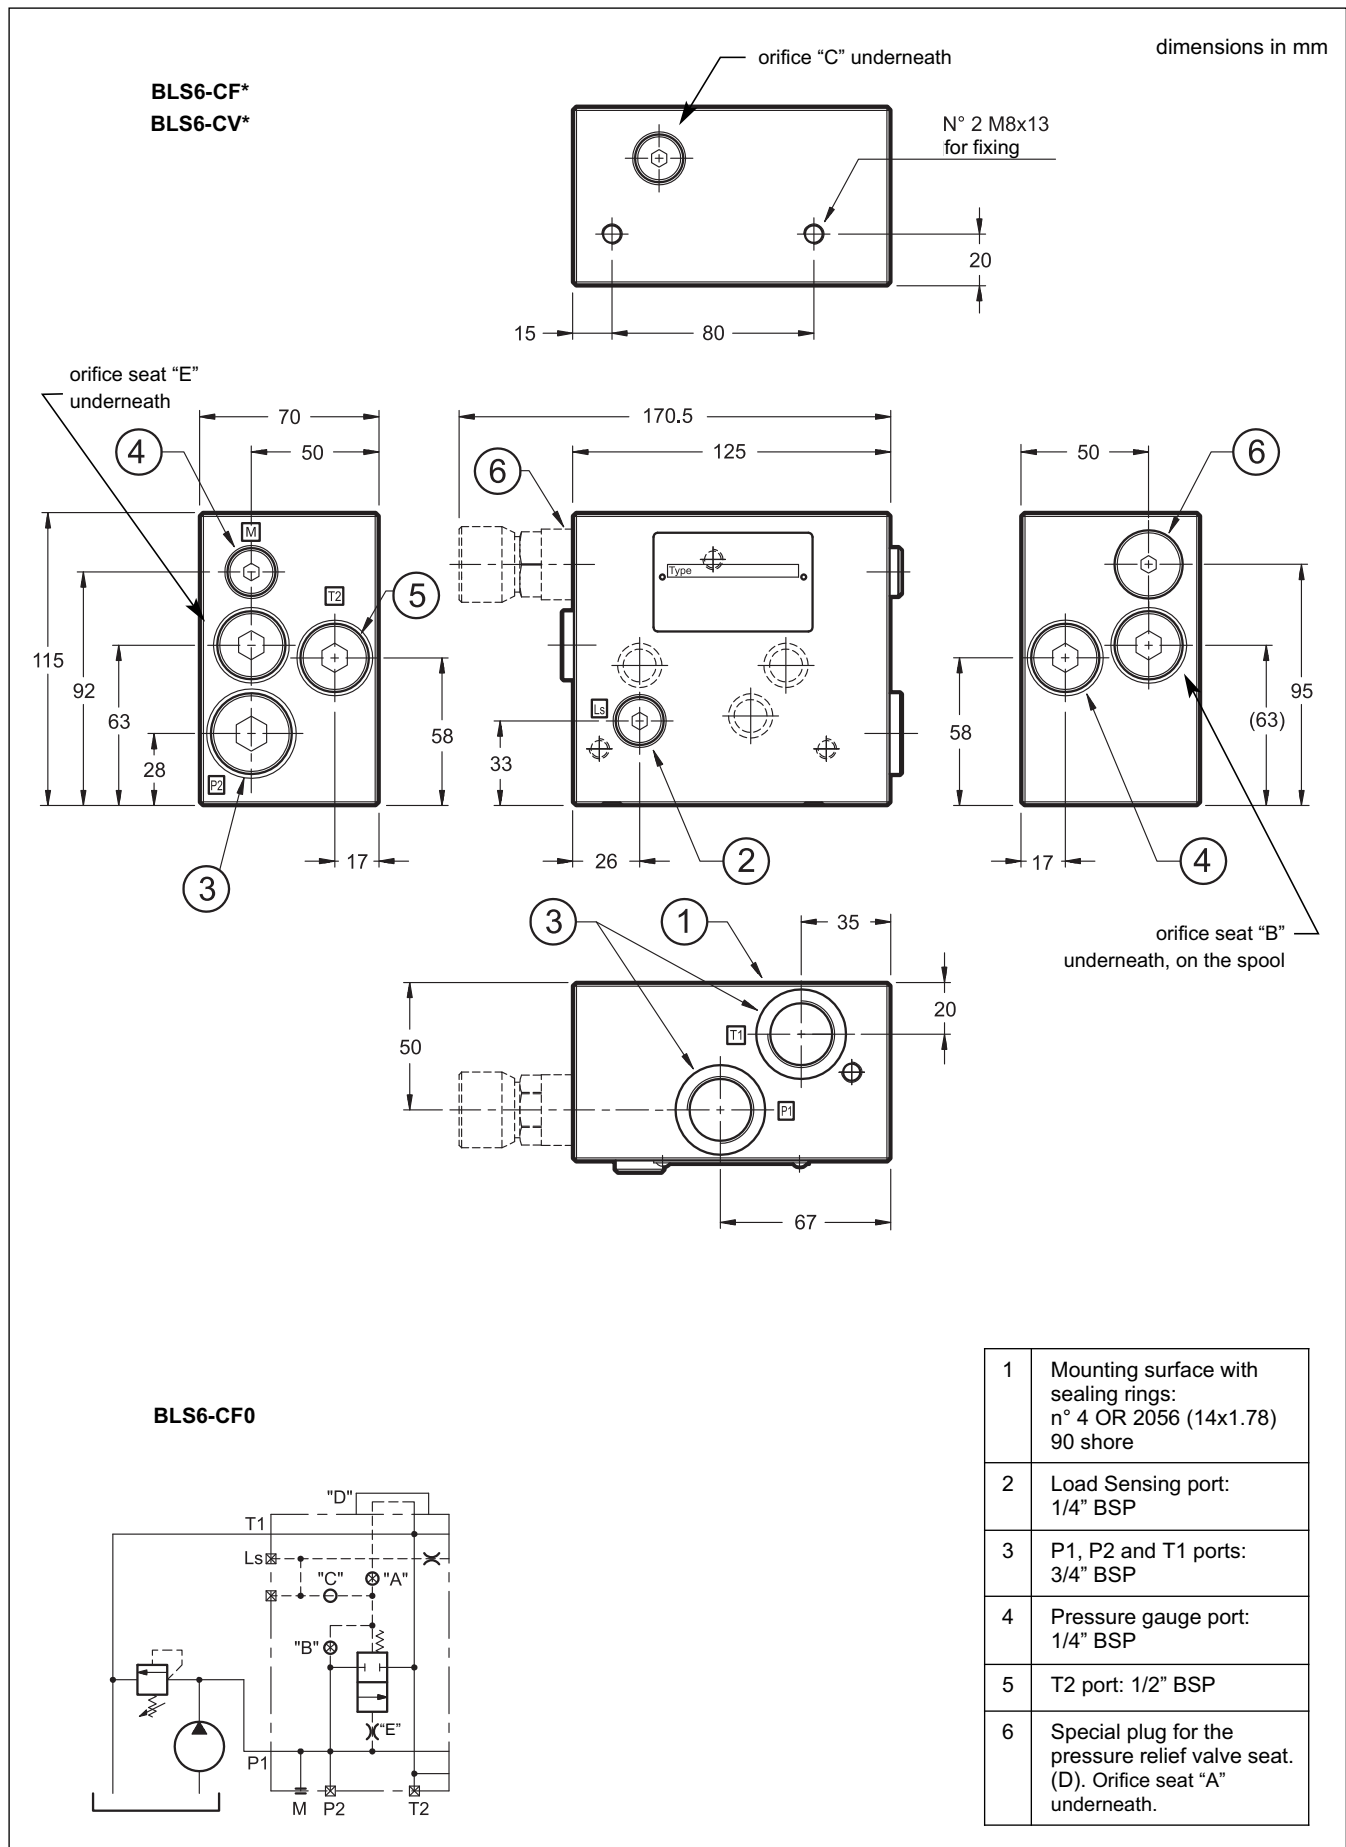 dimensions in mm
orifice “C” underneath
BLS6-CF*
BLS6-CV*
N° 2 M8x13
for fixing
20
15
80
orifice seat “E”
underneath
70
50
4
M
T2
5
115
92
63
28
58
P2
3
17
170.5
125
6
Type
Ls
33
26
2
50
6
95
(63)
58
17
4
orifice seat “B”
underneath, on the spool
3
1
35
20
50
T1
P1
67
BLS6-CF0
"D"
T1
Ls
"C"
"A"
"B"
“E”
P1
M
P2
T2
1
Mounting surface with
sealing rings:
n° 4 OR 2056 (14x1.78)
90 shore
2
Load Sensing port:
1/4” BSP
3
P1, P2 and T1 ports:
3/4” BSP
4
Pressure gauge port:
1/4” BSP
5
T2 port: 1/2” BSP
6
Special plug for the
pressure relief valve seat.
(D). Orifice seat “A”
underneath.